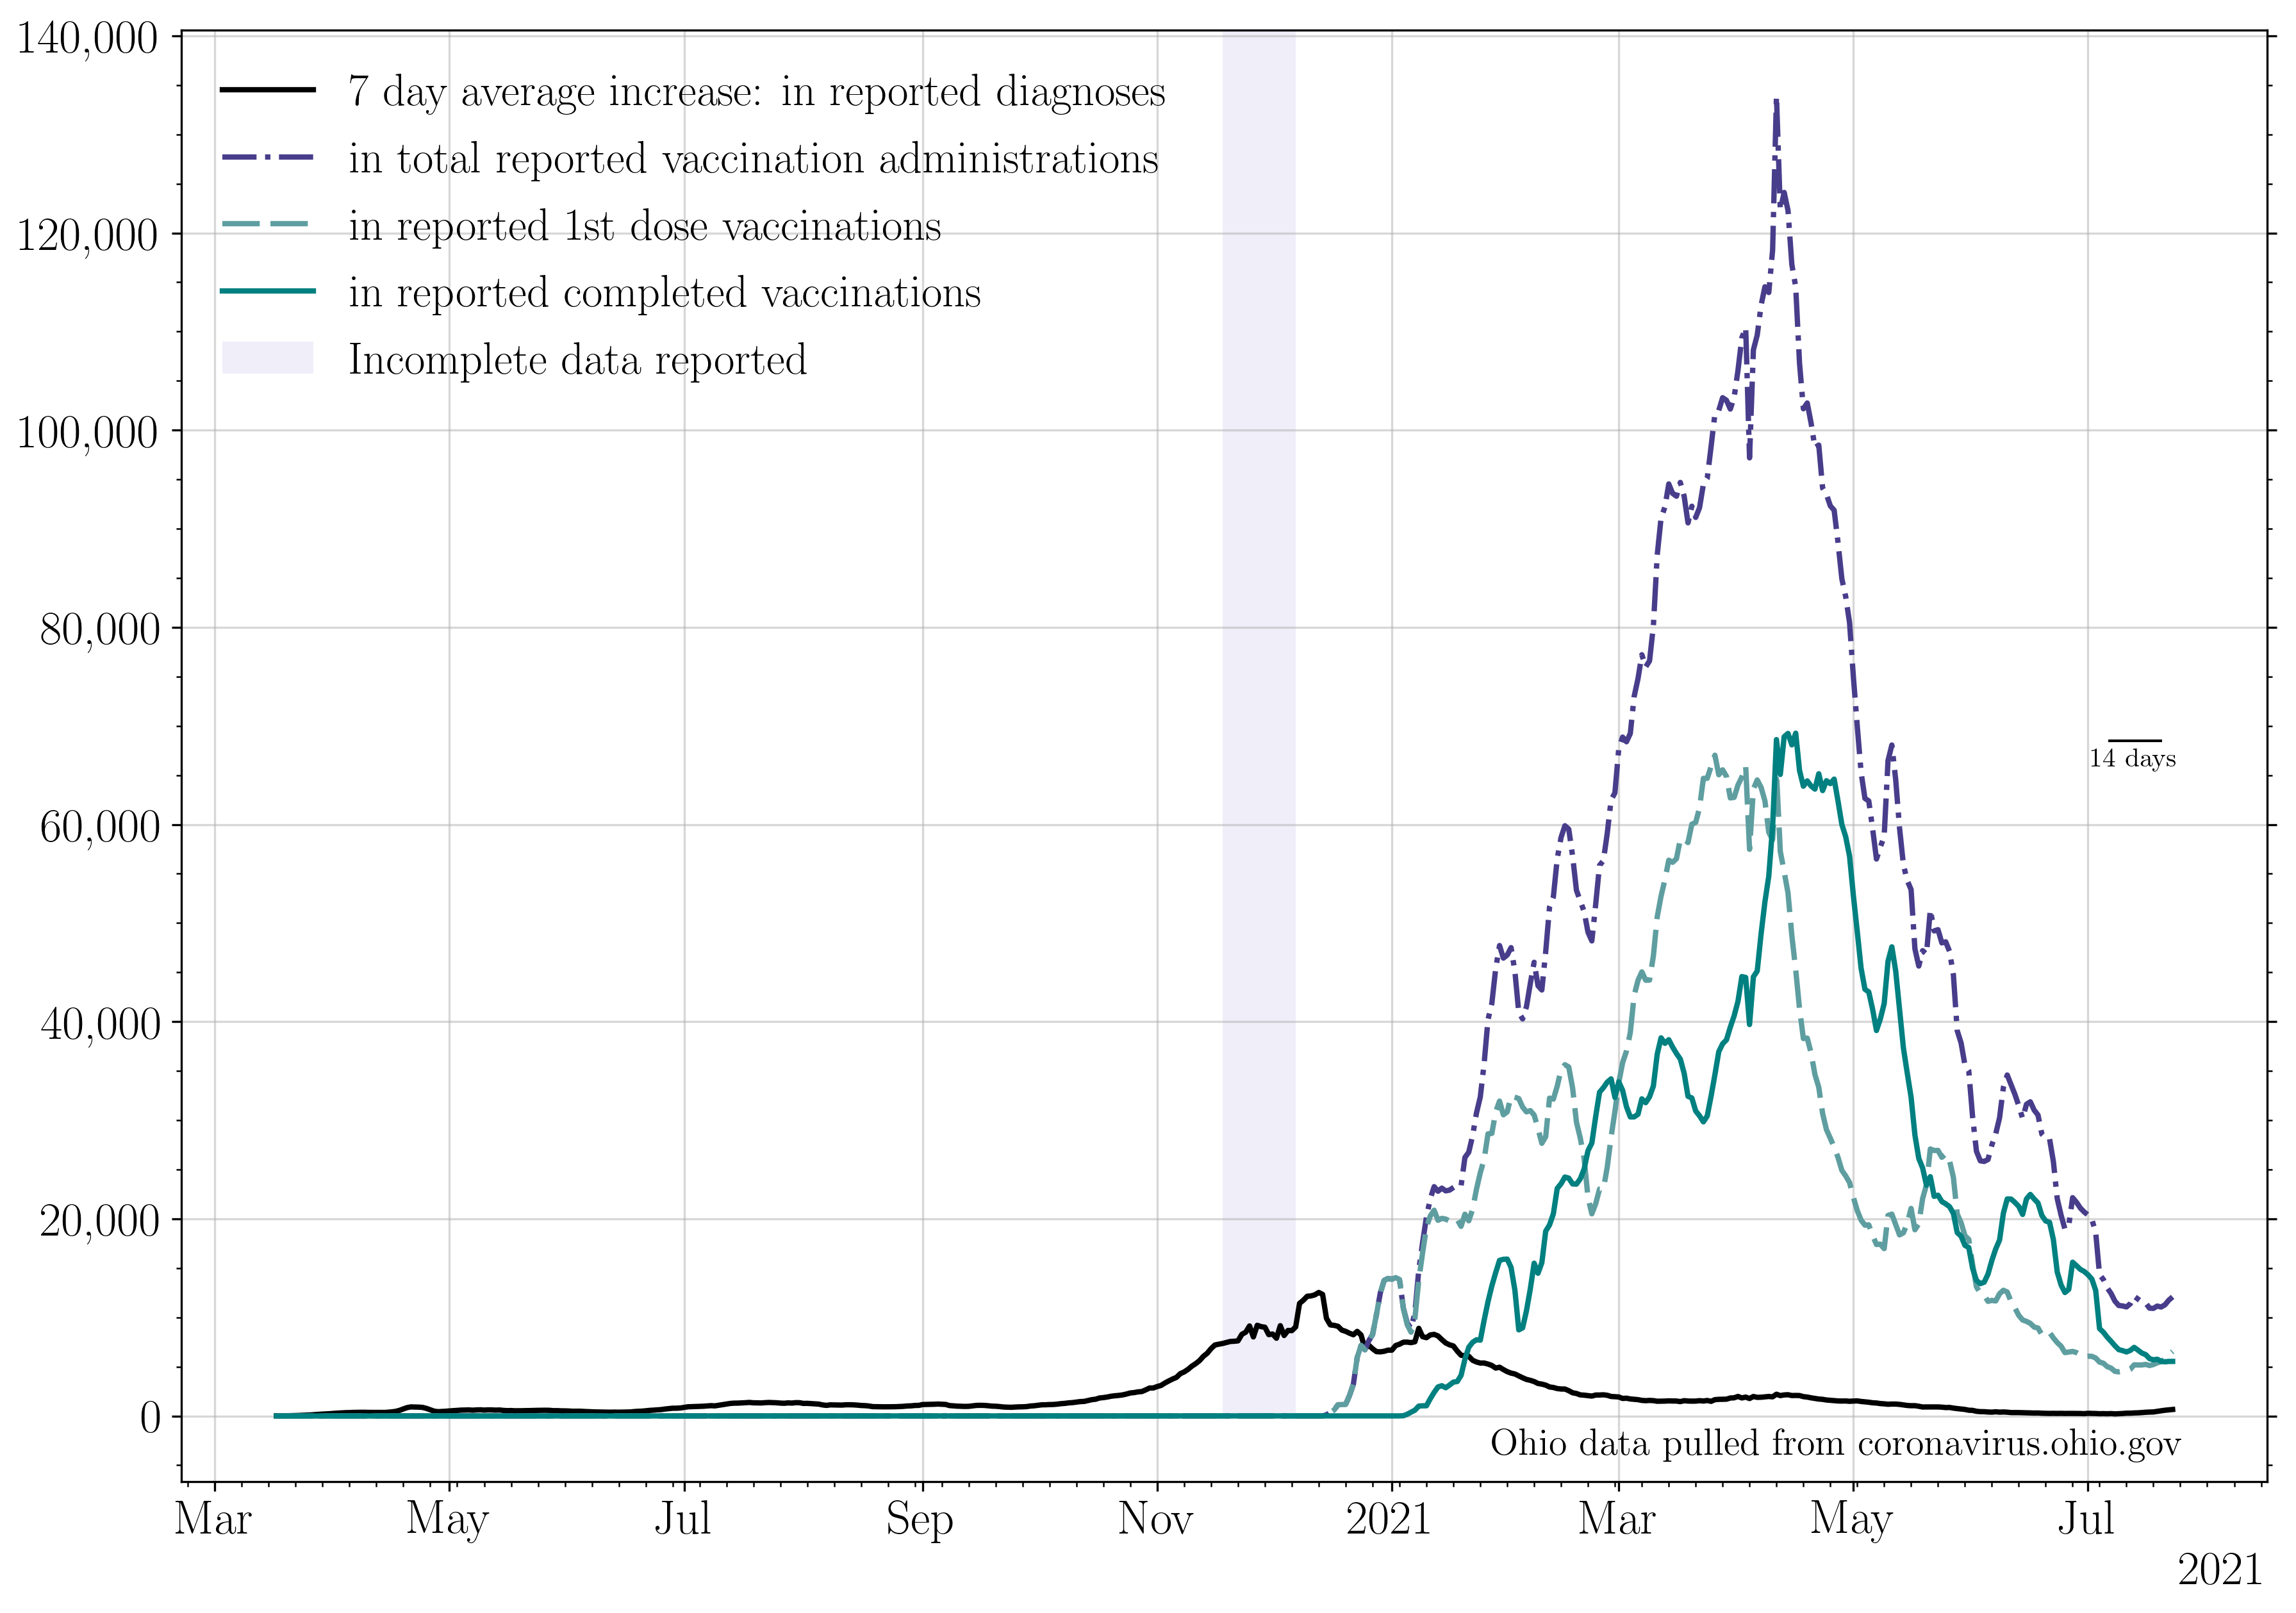 140,000
7 day average increase: in reported diagnoses
in total reported vaccination administrations
120,000
in reported 1st dose vaccinations
in reported completed vaccinations
Incomplete data reported
100,000
80,000
14 days
60,000
40,000
20,000
0
Ohio data pulled from coronavirus.ohio.gov
Mar May Jul Sep Nov 2021 Mar May Jul
2021